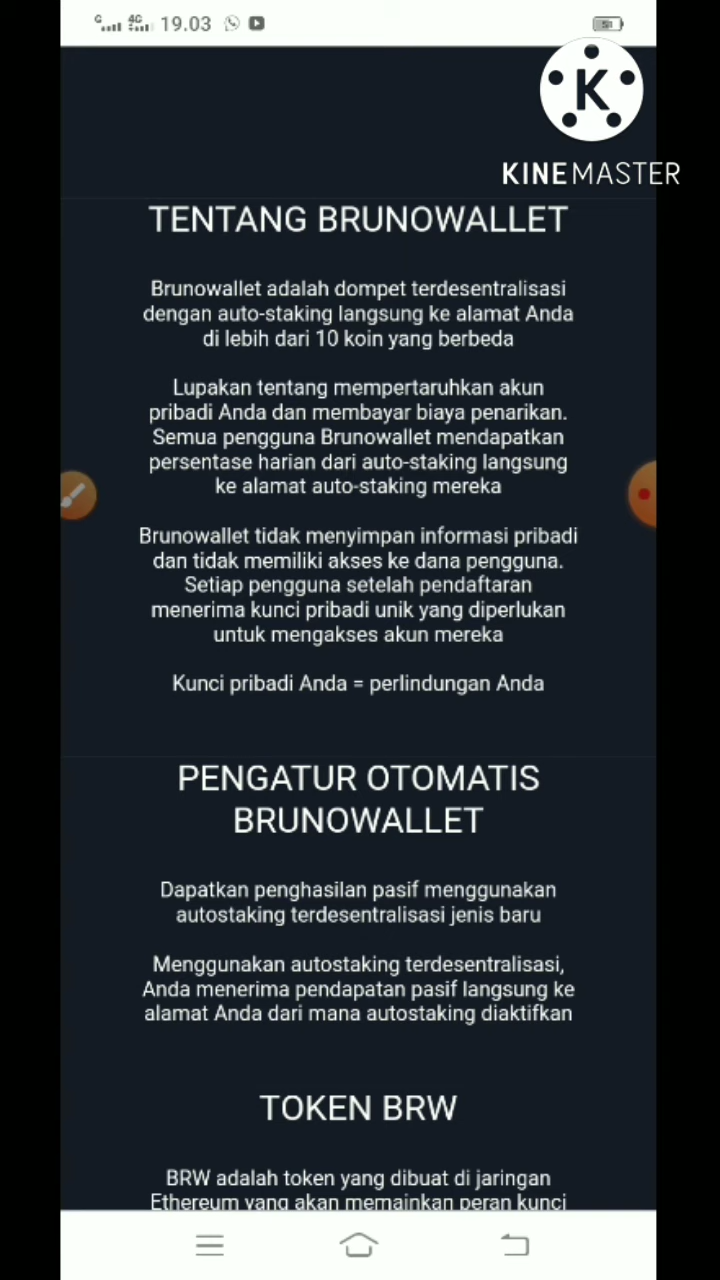 G 4G 19.03 51
K
KINEMASTER
TENTANG BRUNOWALLET
Brunowallet adalah dompet terdesentralisasi
dengan auto-staking langsung ke alamat Anda
di lebih dari 10 koin yang berbeda
Lupakan tentang mempertaruhkan akun
pribadi Anda dan membayar biaya penarikan.
Semua pengguna Brunowallet mendapatkan
persentase harian dari auto-staking langsung
ke alamat auto-staking mereka
Brunowallet tidak menyimpan informasi pribadi
dan tidak memiliki akses ke dana pengguna.
Setiap pengguna setelah pendaftaran
menerima kunci pribadi unik yang diperlukan
untuk mengakses akun mereka
Kunci pribadi Anda = perlindungan Anda
PENGATUR OTOMATIS
BRUNOWALLET
Dapatkan penghasilan pasif menggunakan
autostaking terdesentralisasi jenis baru
Menggunakan autostaking terdesentralisasi,
Anda menerima pendapatan pasif langsung ke
alamat Anda dari mana autostaking diaktifkan
TOKEN BRW
BRW adalah token yang dibuat di jaringan
Ethereum yang akan memainkan peran kunci